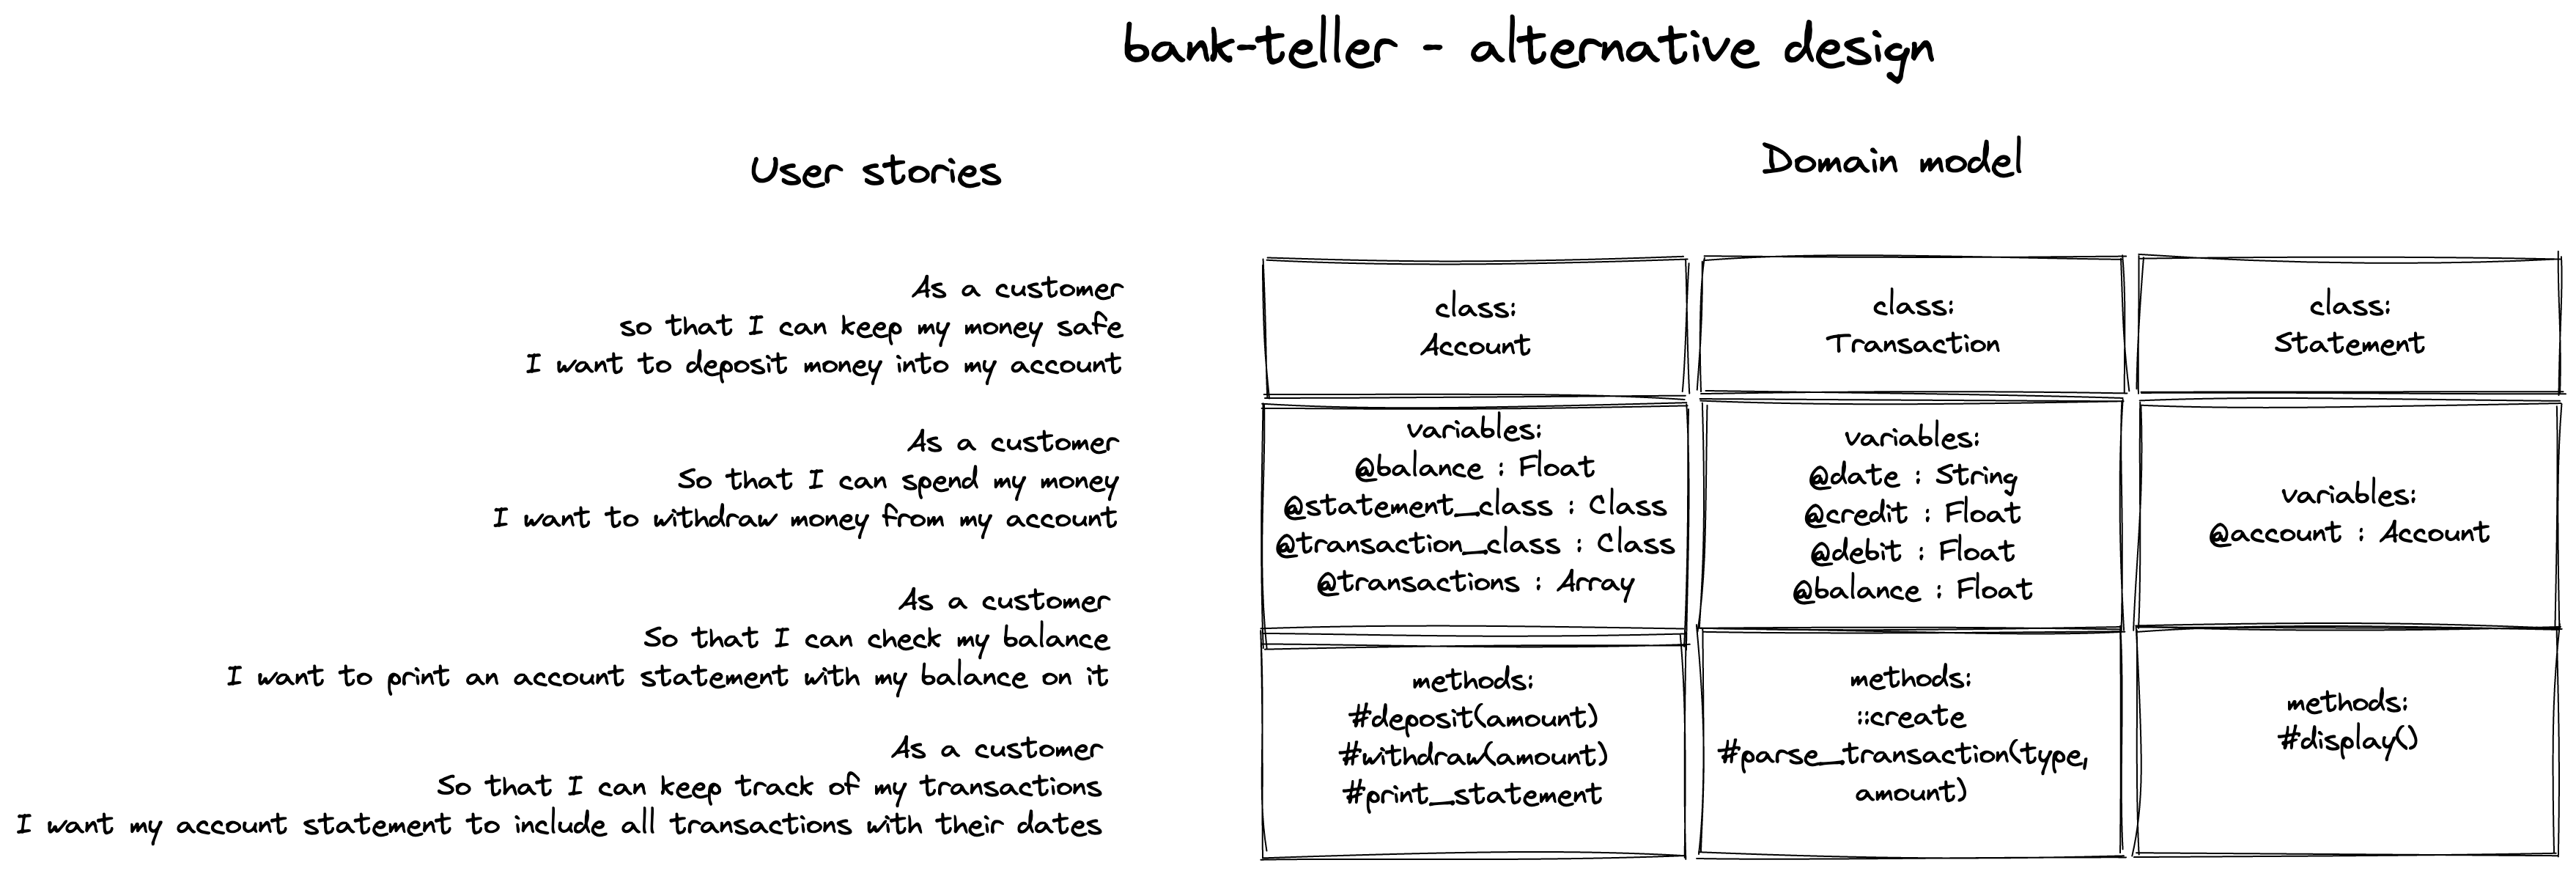 bank-teller - alternative design
User stories
As a customer
so that I can keep my money safe
I want to deposit money into my account
As a customer
So that I can spend my money
I want to withdraw money from my account
As a customer
So that I can check my balance
I want to print an account statement with my balance on it
As a customer
So that I can keep track of my transactions
I want my account statement to include all transactions with their dates
Domain model
class:
Account
variables:
@balance : Float
@statement_class : Class
@transaction_class : Class
@transactions : Array
methods:
#deposit(amount)
#withdraw(amount)
#print_statement
class:
Transaction
variables:
@date : String
@credit : Float
@debit : Float
@balance : Float
methods:
::create
#parse_transaction(type,
amount)
class:
Statement
variables:
@account : Account
methods:
#display()